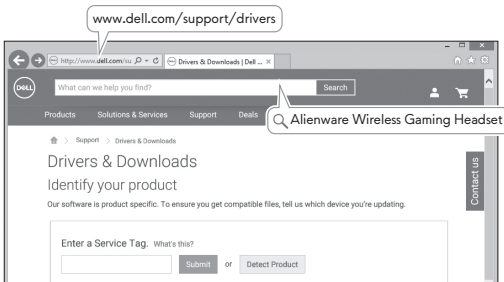 www.dell.com/support/drivers
http://www.dell.com/su
Drivers & Downloads | Dell ...
DELL
What can we help you find?
Search
Products Solutions & Services Support Deals
Alienware Wireless Gaming Headset
Support > Drivers & Downloads
Drivers & Downloads
Identify your product
Our software is product specific. To ensure you get compatible files, tell us which device you're updating.
Contact us
Enter a Service Tag. What's this?
Submit or Detect Product